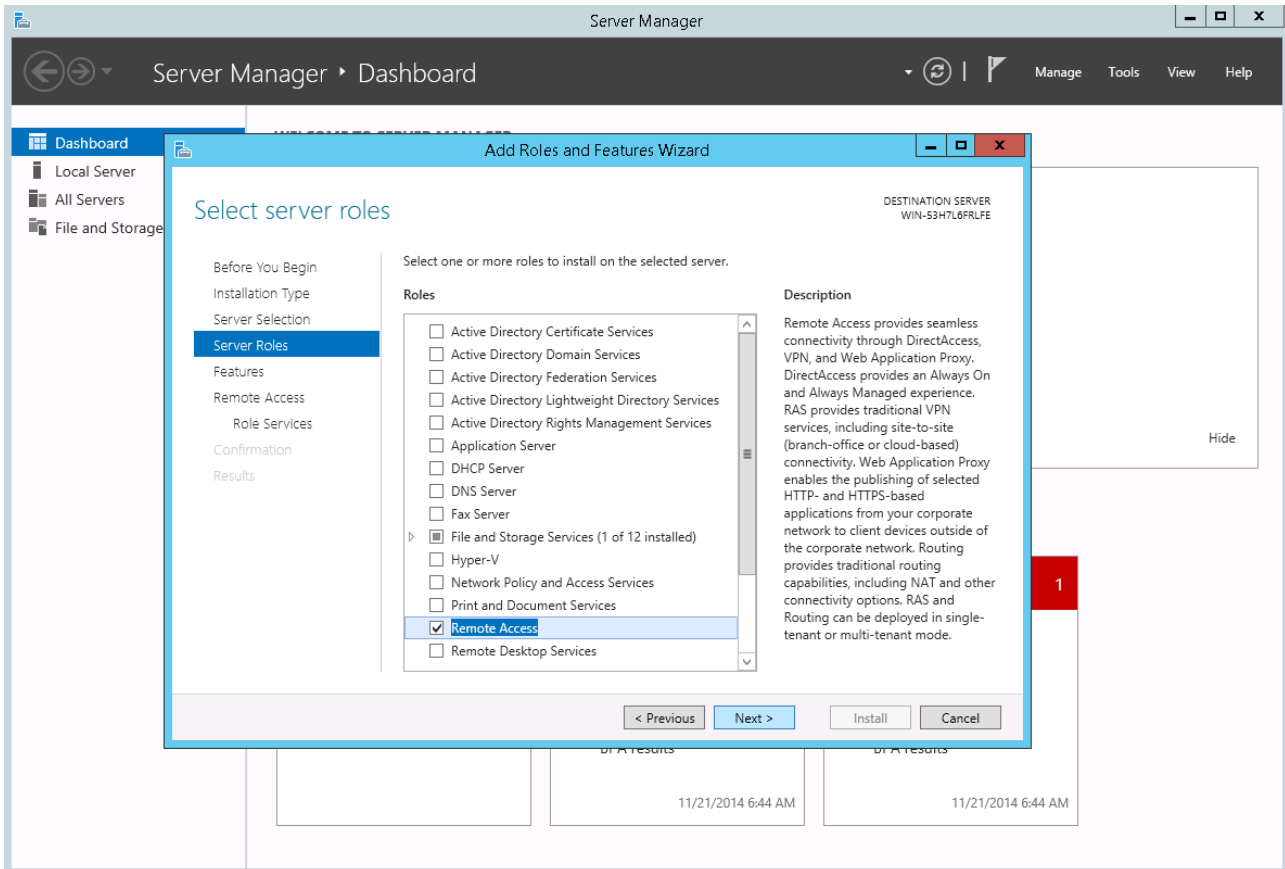 Server Manager
Server Manager • Dashboard
Manage Tools View Help
Dashboard
Local Server
All Servers
File and Storage
Add Roles and Features Wizard
Select server roles
DESTINATION SERVER
WIN-53H7L6FRLFE
Before You Begin
Installation Type
Server Selection
Server Roles
Features
Remote Access
Role Services
Confirmation
Results
Select one or more roles to install on the selected server.
Roles
Active Directory Certificate Services
Active Directory Domain Services
Active Directory Federation Services
Active Directory Lightweight Directory Services
Active Directory Rights Management Services
Application Server
DHCP Server
DNS Server
Fax Server
File and Storage Services (1 of 12 installed)
Hyper-V
Network Policy and Access Services
Print and Document Services
Remote Access
Remote Desktop Services
Description
Remote Access provides seamless
connectivity through DirectAccess,
VPN, and Web Application Proxy.
DirectAccess provides an Always On
and Always Managed experience.
RAS provides traditional VPN
services, including site-to-site
(branch-office or cloud-based)
connectivity. Web Application Proxy
enables the publishing of selected
HTTP- and HTTPS-based
applications from your corporate
network to client devices outside of
the corporate network. Routing
provides traditional routing
capabilities, including NAT and other
connectivity options. RAS and
Routing can be deployed in single-
tenant or multi-tenant mode.
< Previous
Next >
Install
Cancel
Hide
1
BPA results
BPA results
11/21/2014 6:44 AM
11/21/2014 6:44 AM